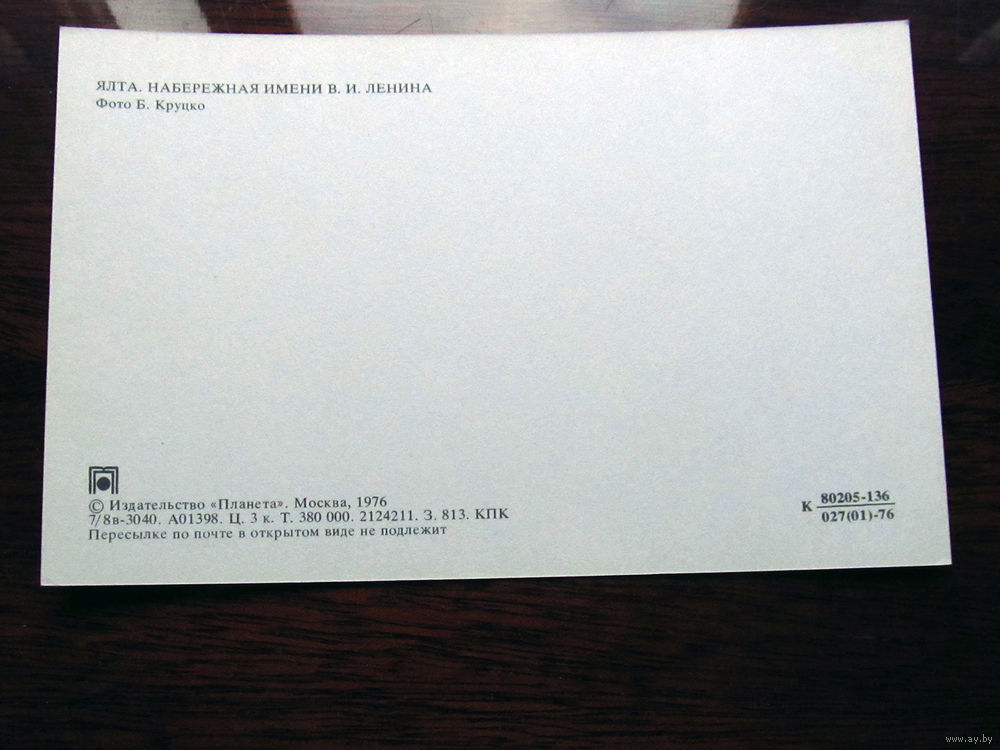 ЯЛТА. НАБЕРЕЖНАЯ ИМЕНИ В. И. ЛЕНИНА
Фото Б. Круцко
© Издательство «Планета». Москва, 1976
7/8в-3040. А01398. Ц. 3 к. Т. 380 000. 2124211. З. 813. КПК
Пересылке по почте в открытом виде не подлежит
К 80205-136
027(01)-76
www.ay.by